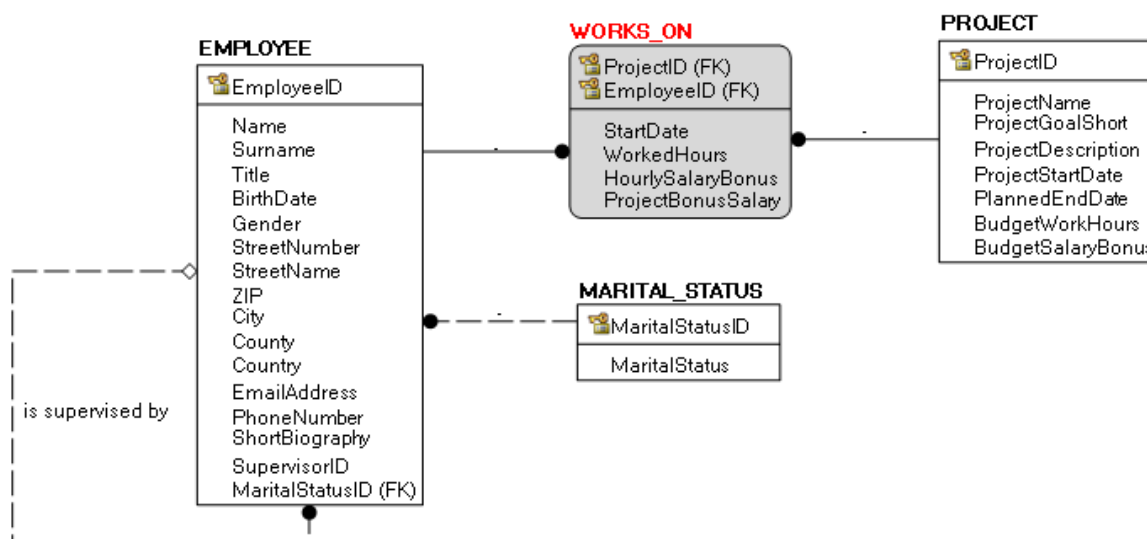 EMPLOYEE
EmployeeID
Name
Surname
Title
BirthDate
Gender
StreetNumber
StreetName
ZIP
City
County
Country
EmailAddress
PhoneNumber
ShortBiography
SupervisorID
MaritalStatusID (FK)
is supervised by
WORKS_ON
ProjectID (FK)
EmployeeID (FK)
StartDate
WorkedHours
HourlySalaryBonus
ProjectBonusSalary
MARITAL_STATUS
MaritalStatusID
MaritalStatus
PROJECT
ProjectID
ProjectName
ProjectGoalShort
ProjectDescription
ProjectStartDate
PlannedEndDate
BudgetWorkHours
BudgetSalaryBonus